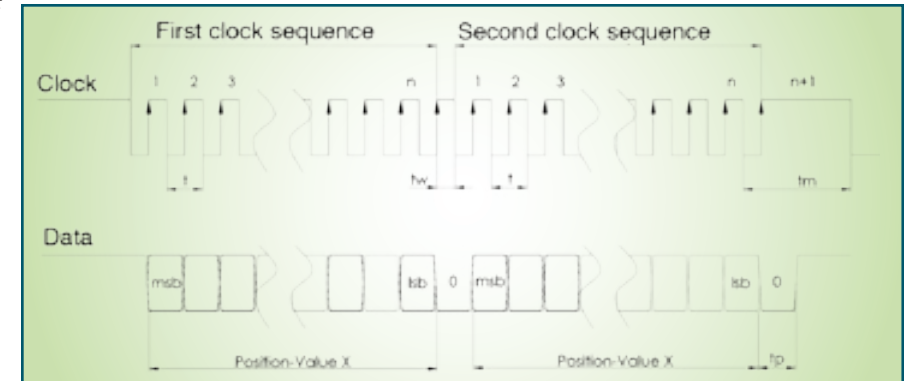 First clock sequence Second clock sequence
Clock 1 2 3 n 1 2 3 n n+1
t tw t tm
Data
msb lsb 0 msb lsb 0
Position-Value X Position-Value X tp